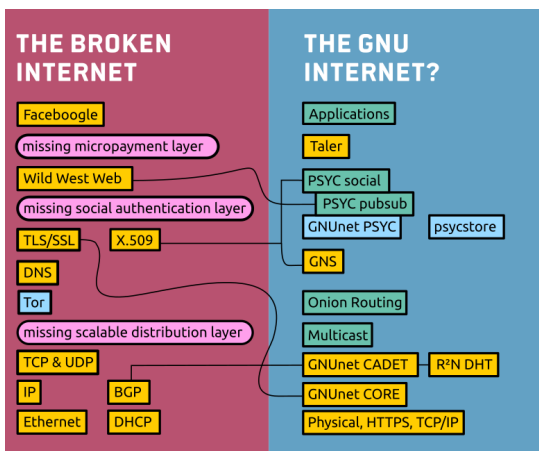 THE BROKEN
INTERNET
Faceboogle
missing micropayment layer
Wild West Web
missing social authentication layer
TLS/SSL
X.509
DNS
Tor
missing scalable distribution layer
TCP & UDP
IP
BGP
Ethernet
DHCP
THE GNU
INTERNET?
Applications
Taler
PSYC social
PSYC pubsub
GNUnet PSYC
psycstore
GNS
Onion Routing
Multicast
GNUnet CADET
R²N DHT
GNUnet CORE
Physical, HTTPS, TCP/IP